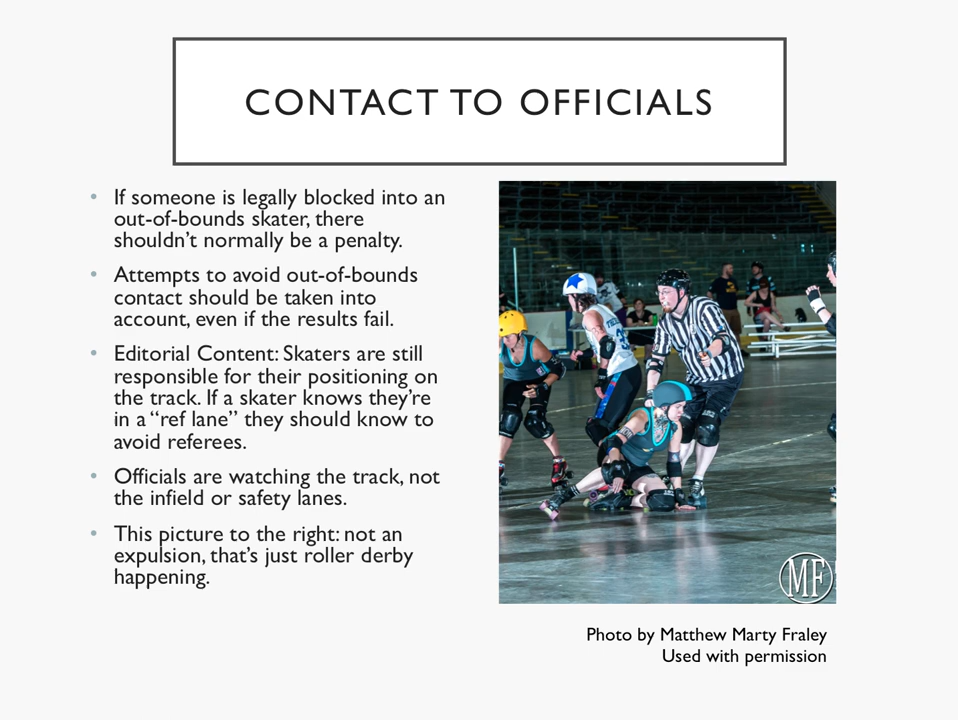 CONTACT TO OFFICIALS
• If someone is legally blocked into an
out-of-bounds skater, there
shouldn’t normally be a penalty.
• Attempts to avoid out-of-bounds
contact should be taken into
account, even if the results fail.
• Editorial Content: Skaters are still
responsible for their positioning on
the track. If a skater knows they’re
in a “ref lane” they should know to
avoid referees.
• Officials are watching the track, not
the infield or safety lanes.
• This picture to the right: not an
expulsion, that’s just roller derby
happening.
MF
Photo by Matthew Marty Fraley
Used with permission